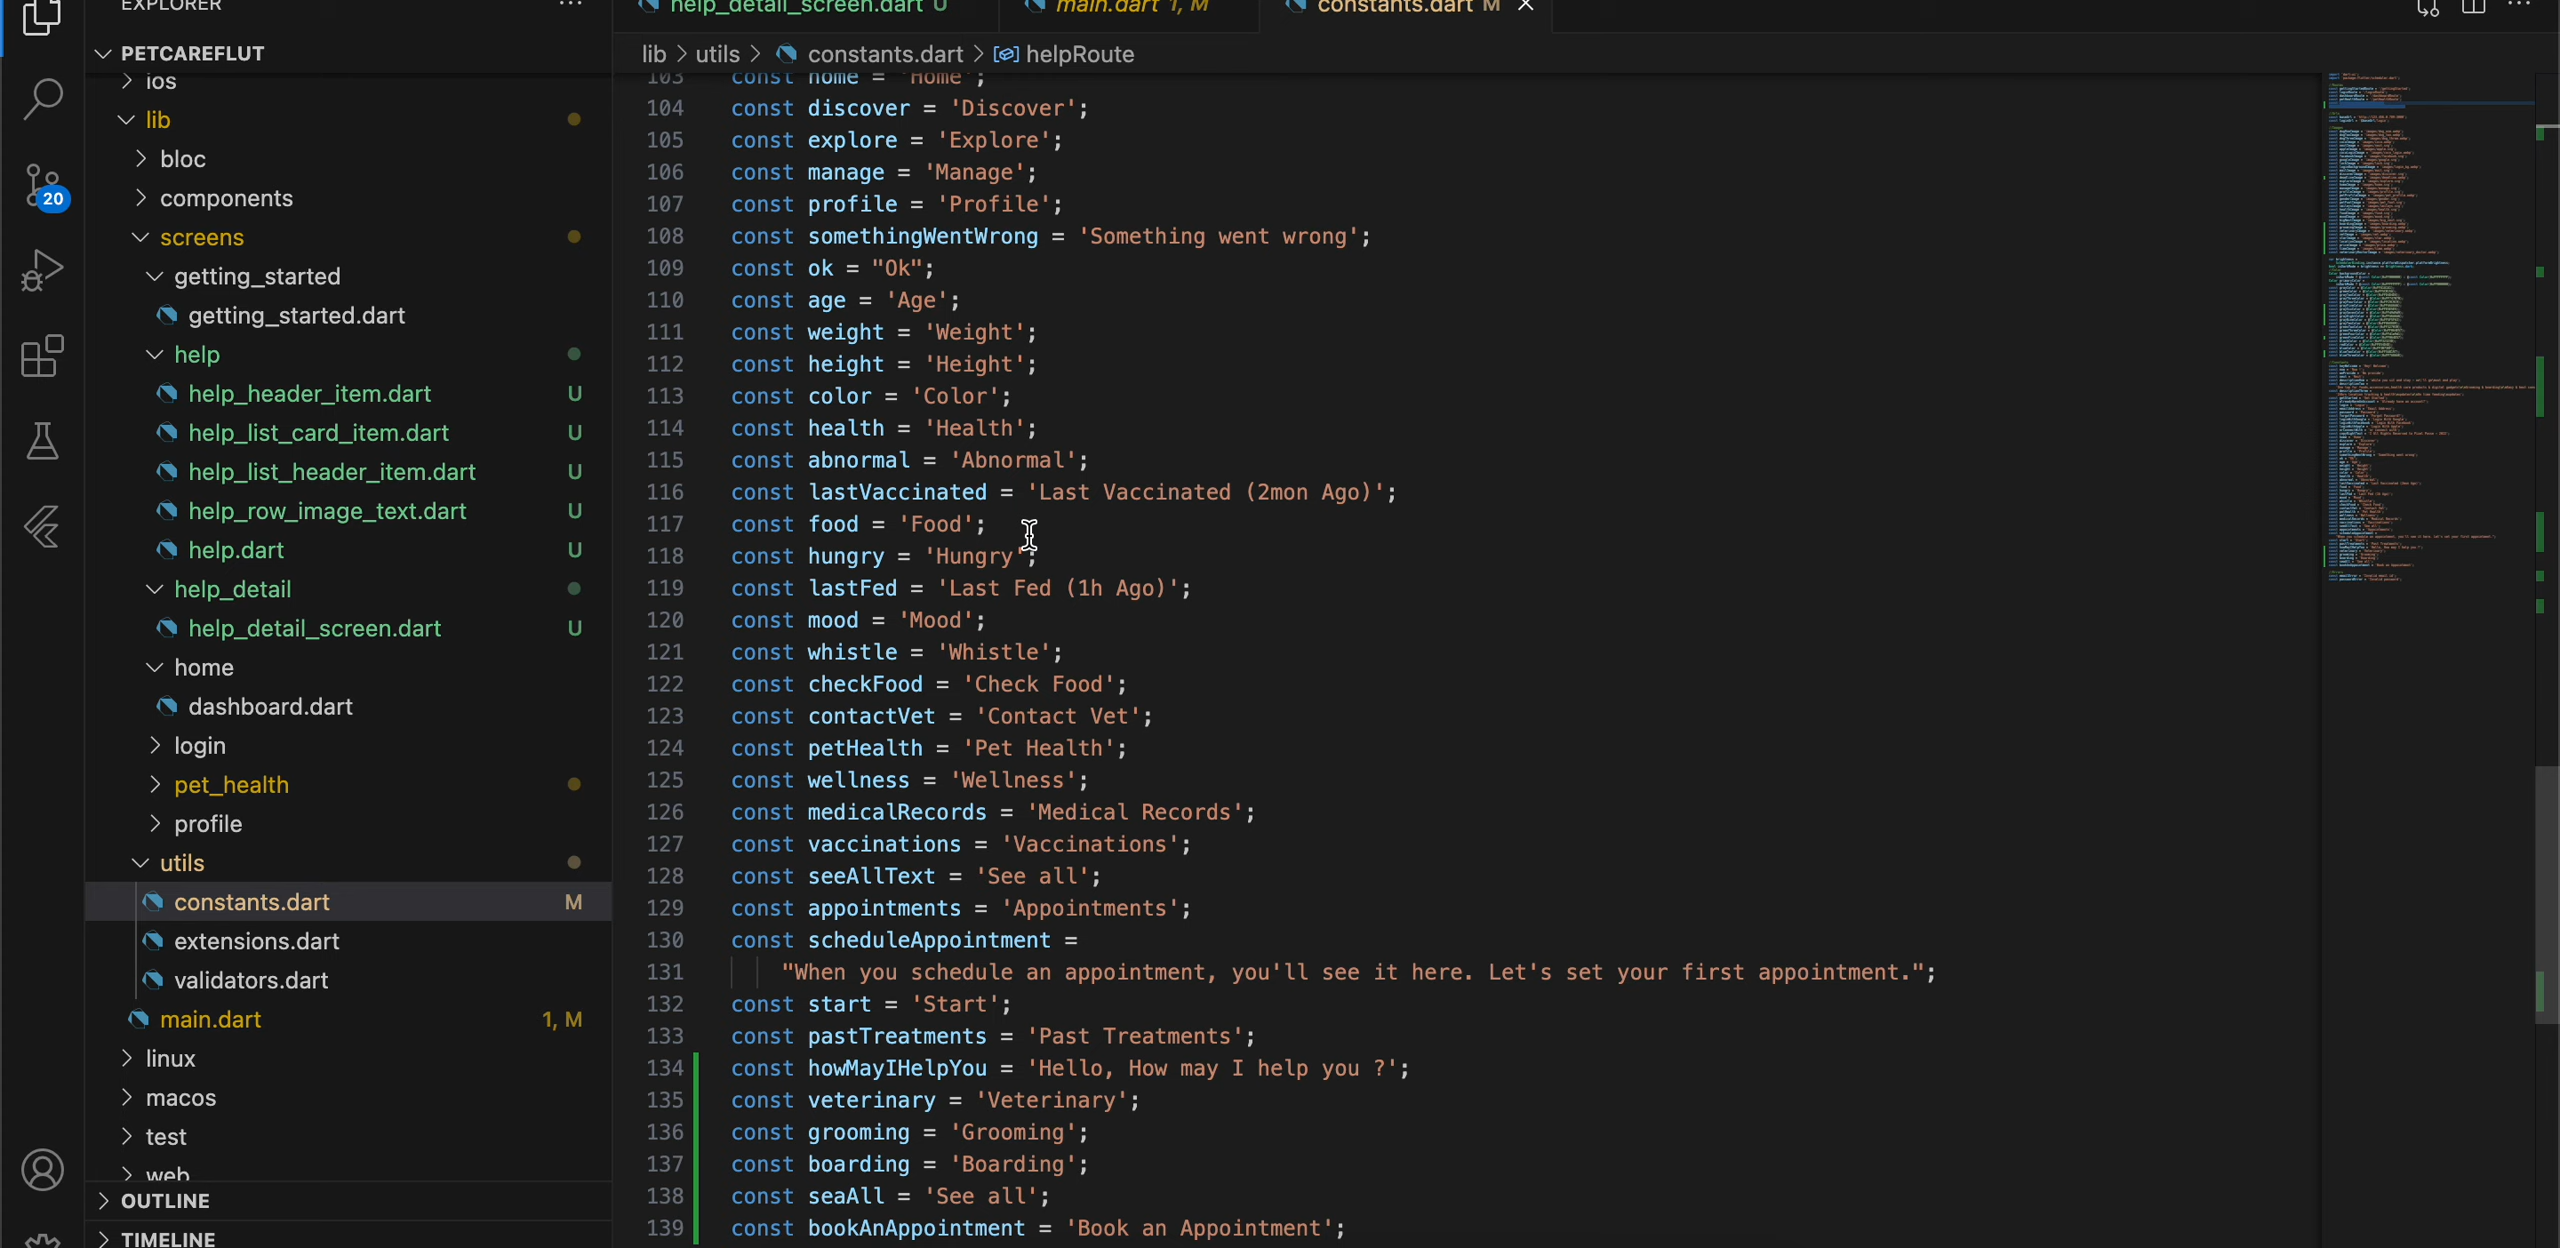 EXPLORER
help_detail_screen.dart U
main.dart 1, M
constants.dart M
PETCAREFLUT
lib > utils > constants.dart > helpRoute
ios
lib
bloc
components
screens
getting_started
getting_started.dart
help
help_header_item.dart U
help_list_card_item.dart U
help_list_header_item.dart U
help_row_image_text.dart U
help.dart U
help_detail
help_detail_screen.dart U
home
dashboard.dart
login
pet_health
profile
utils
constants.dart M
extensions.dart
validators.dart
main.dart 1, M
linux
macos
test
web
OUTLINE
TIMELINE
20
103 const home = 'Home';
104 const discover = 'Discover';
105 const explore = 'Explore';
106 const manage = 'Manage';
107 const profile = 'Profile';
108 const somethingWentWrong = 'Something went wrong';
109 const ok = "Ok";
110 const age = 'Age';
111 const weight = 'Weight';
112 const height = 'Height';
113 const color = 'Color';
114 const health = 'Health';
115 const abnormal = 'Abnormal';
116 const lastVaccinated = 'Last Vaccinated (2mon Ago)';
117 const food = 'Food';
118 const hungry = 'Hungry';
119 const lastFed = 'Last Fed (1h Ago)';
120 const mood = 'Mood';
121 const whistle = 'Whistle';
122 const checkFood = 'Check Food';
123 const contactVet = 'Contact Vet';
124 const petHealth = 'Pet Health';
125 const wellness = 'Wellness';
126 const medicalRecords = 'Medical Records';
127 const vaccinations = 'Vaccinations';
128 const seeAllText = 'See all';
129 const appointments = 'Appointments';
130 const scheduleAppointment =
131 "When you schedule an appointment, you'll see it here. Let's set your first appointment.";
132 const start = 'Start';
133 const pastTreatments = 'Past Treatments';
134 const howMayIHelpYou = 'Hello, How may I help you ?';
135 const veterinary = 'Veterinary';
136 const grooming = 'Grooming';
137 const boarding = 'Boarding';
138 const seaAll = 'See all';
139 const bookAnAppointment = 'Book an Appointment';